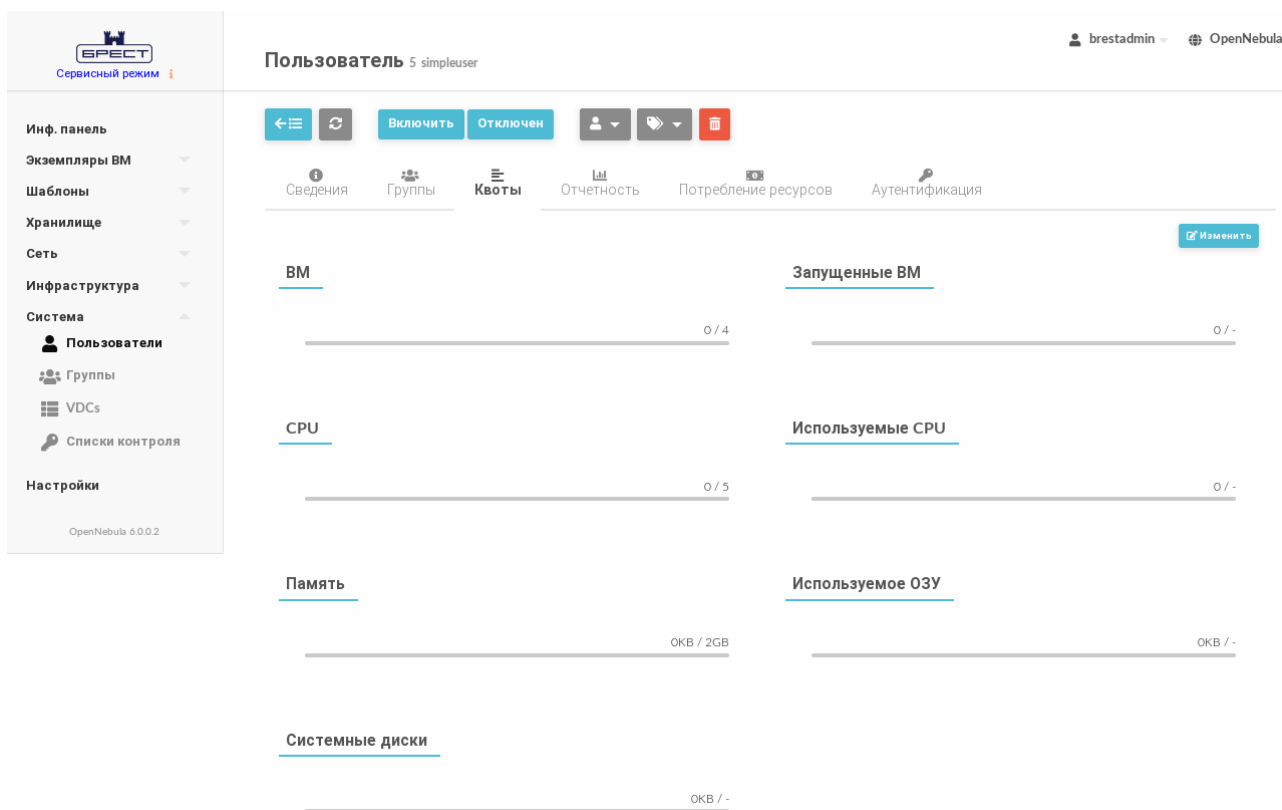 БРЕСТ
Сервисный режим
brestadmin
OpenNebula
Пользователь 5 simpleuser
Инф. панель
Экземпляры ВМ
Шаблоны
Хранилище
Сеть
Инфраструктура
Система
Пользователи
Группы
VDCs
Списки контроля
Настройки
OpenNebula 6.0.0.2
Включить Отключен
Сведения Группы Квоты Отчетность Потребление ресурсов Аутентификация
Изменить
ВМ Запущенные ВМ
0 / 4 0 / -
CPU Используемые CPU
0 / 5 0 / -
Память Используемое ОЗУ
0KB / 2GB 0KB / -
Системные диски
0KB / -